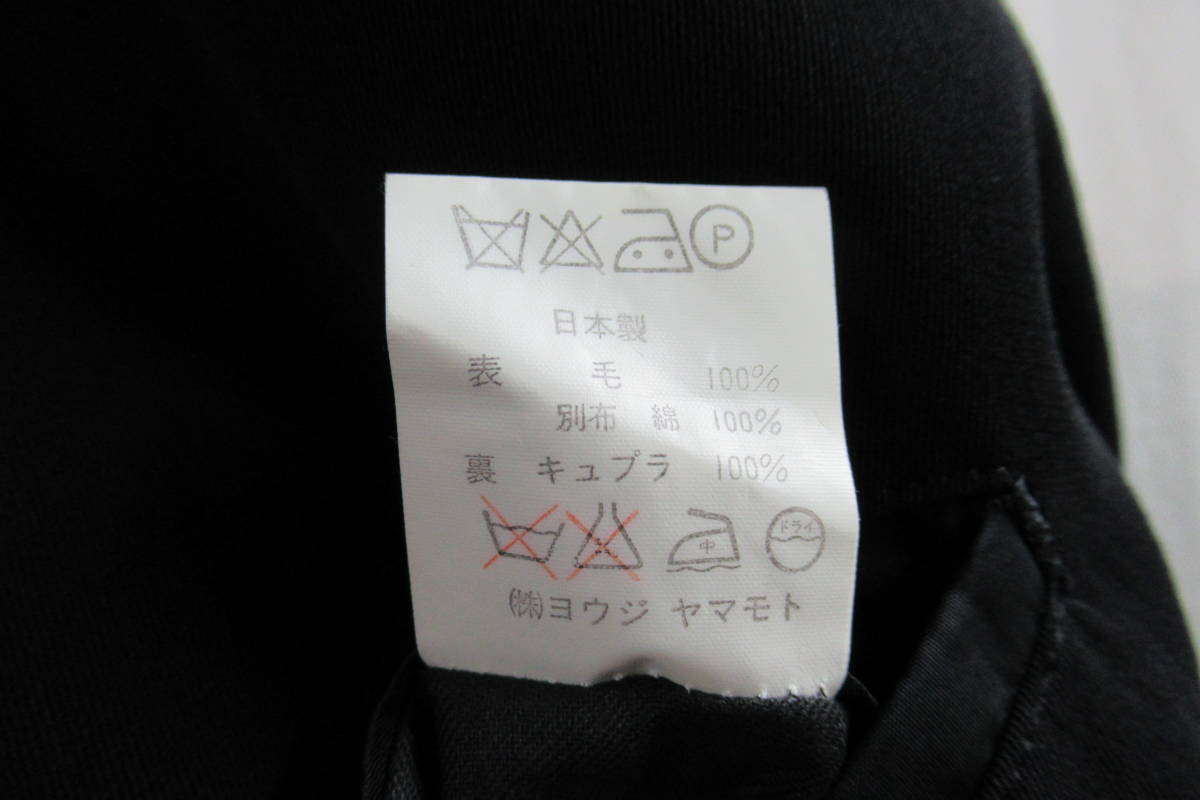 P
日本製
表 毛 100%
別布 綿 100%
裏 キュプラ 100%
中 ドライ
㈱ヨウジ ヤマモト